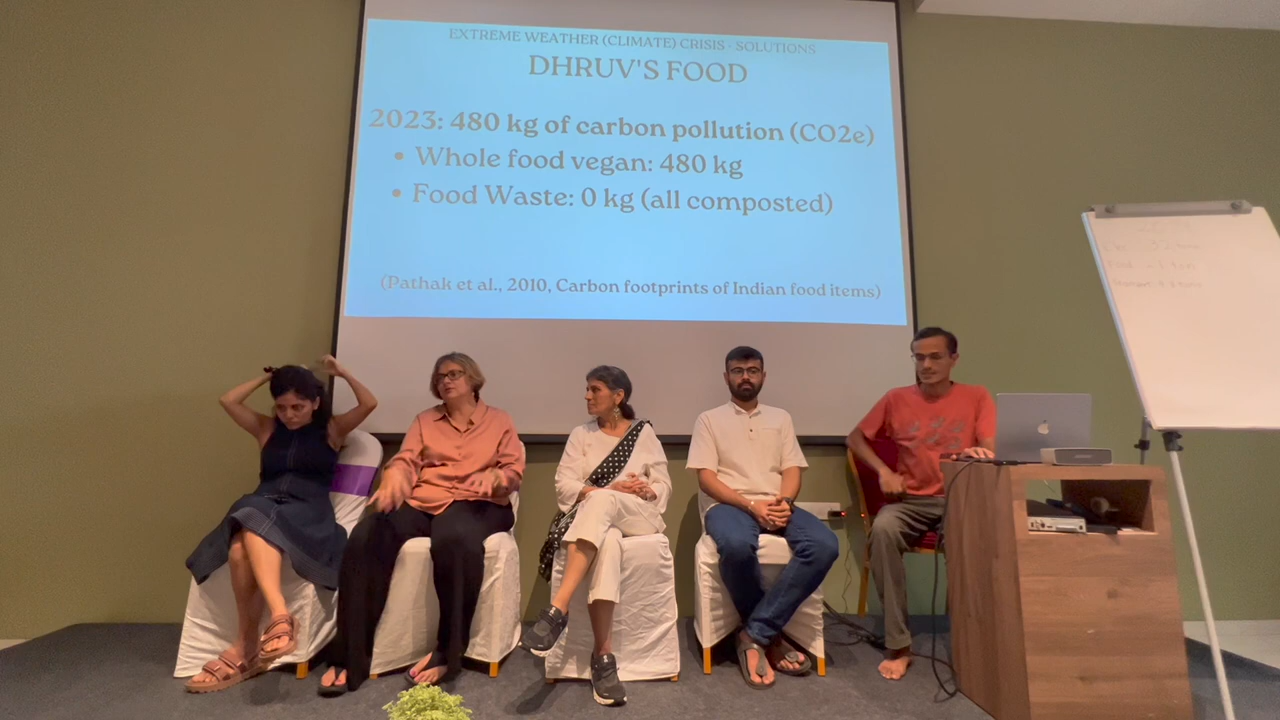 EXTREME WEATHER (CLIMATE) CRISIS - SOLUTIONS
DHRUV'S FOOD
2023: 480 kg of carbon pollution (CO2e)
• Whole food vegan: 480 kg
• Food Waste: 0 kg (all composted)
(Pathak et al., 2010, Carbon footprints of Indian food items)